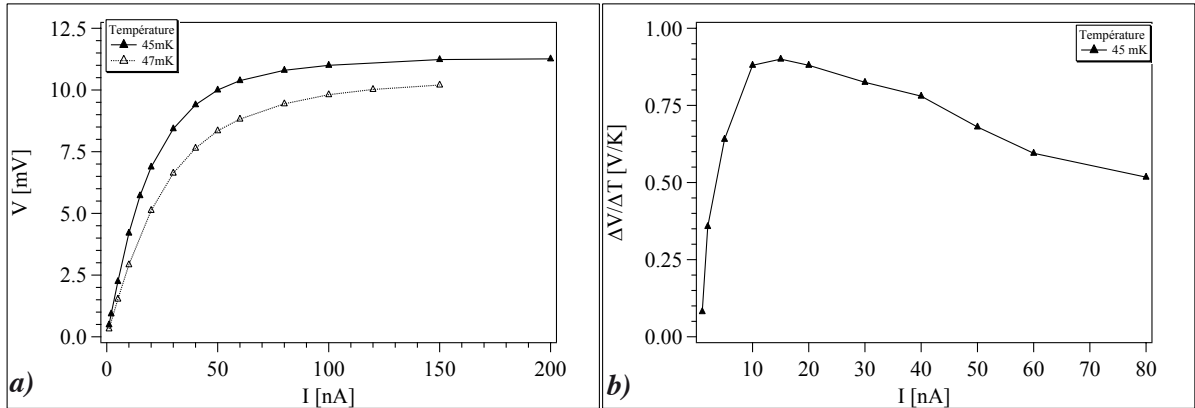 Température
45mK
47mK
V [mV]
12.5
10.0
7.5
5.0
2.5
0.0
0
50
100
150
200
I [nA]
a)
Température
45 mK
ΔV/ΔT [V/K]
1.00
0.75
0.50
0.25
0.00
10
20
30
40
50
60
70
80
I [nA]
b)